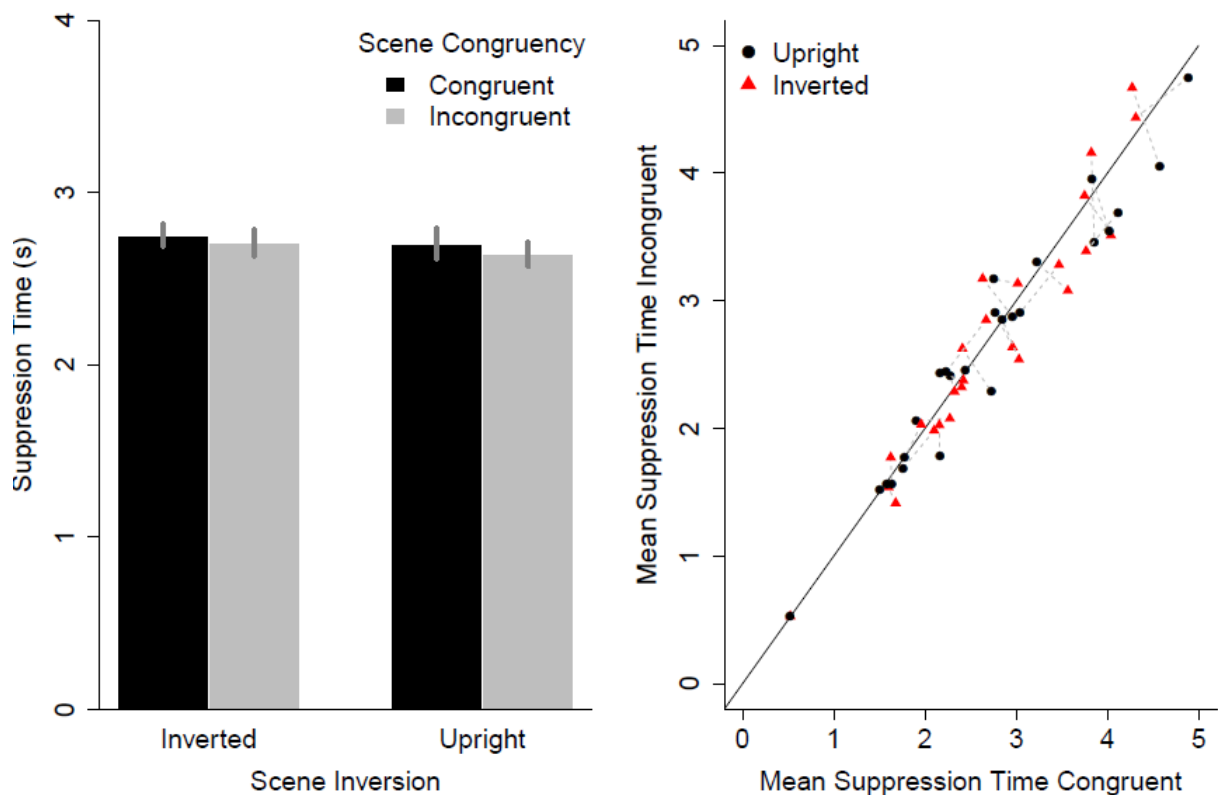 Suppression Time (s)
4
3
2
1
0
Scene Congruency
Congruent
Incongruent
Inverted
Upright
Scene Inversion
Mean Suppression Time Incongruent
5
4
3
2
1
0
Upright
Inverted
0 1 2 3 4 5
Mean Suppression Time Congruent